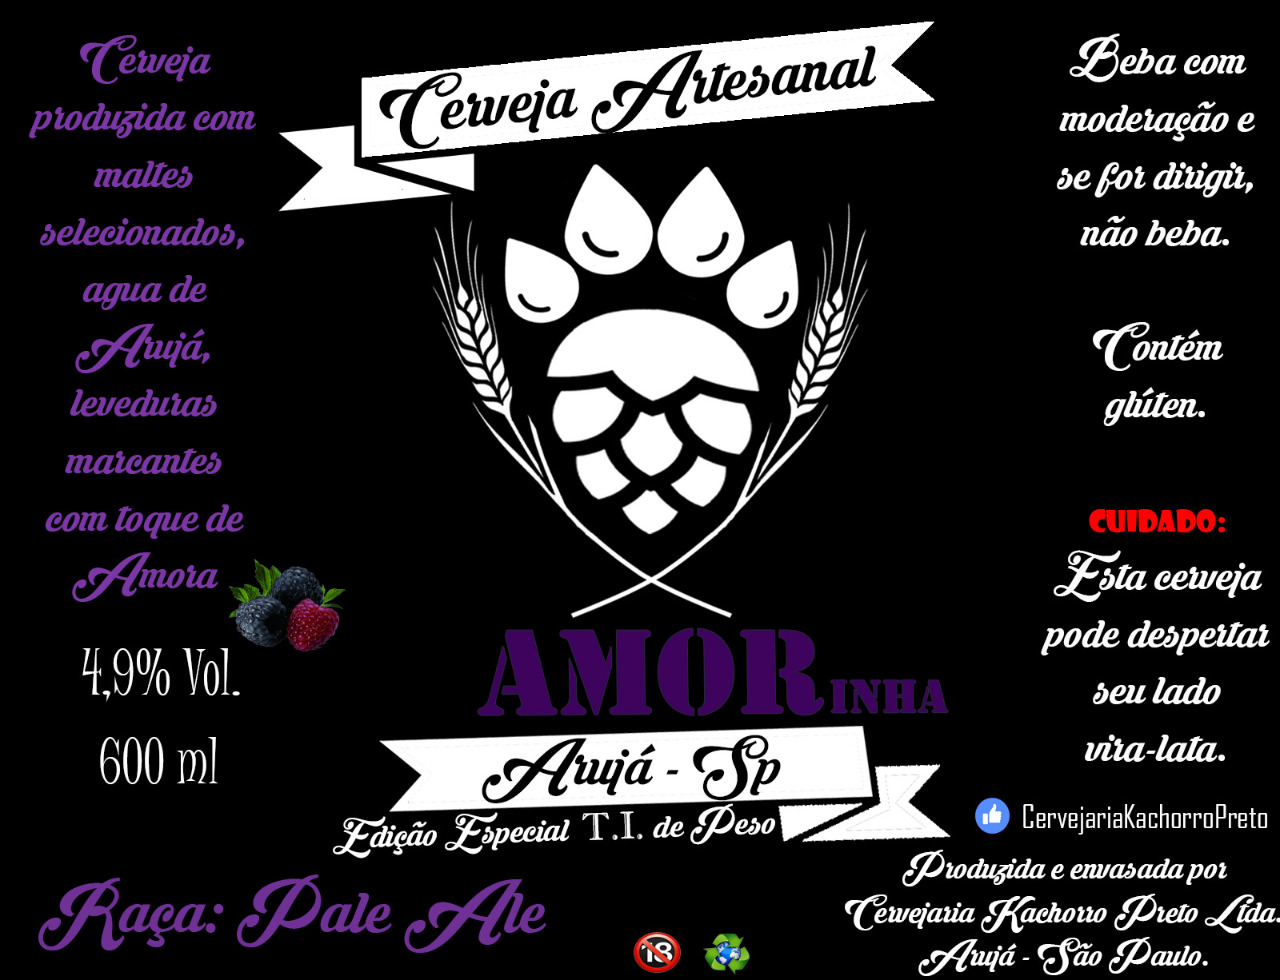 Cerveja
produzida com
maltes
selecionados,
agua de
Arujá,
leveduras
marcantes
com toque de
Amora
4,9% Vol.
600 ml
Cerveja Artesanal
AMORINHA
Arujá - Sp
Edição Especial T.I. de Peso
Raça: Pale Ale
18
Beba com
moderação e
se for dirigir,
não beba.
Contém
glúten.
CUIDADO:
Esta cerveja
pode despertar
seu lado
vira-lata.
CervejariaKachorroPreto
Produzida e envasada por
Cervejaria Kachorro Preto Ltda.
Arujá - São Paulo.